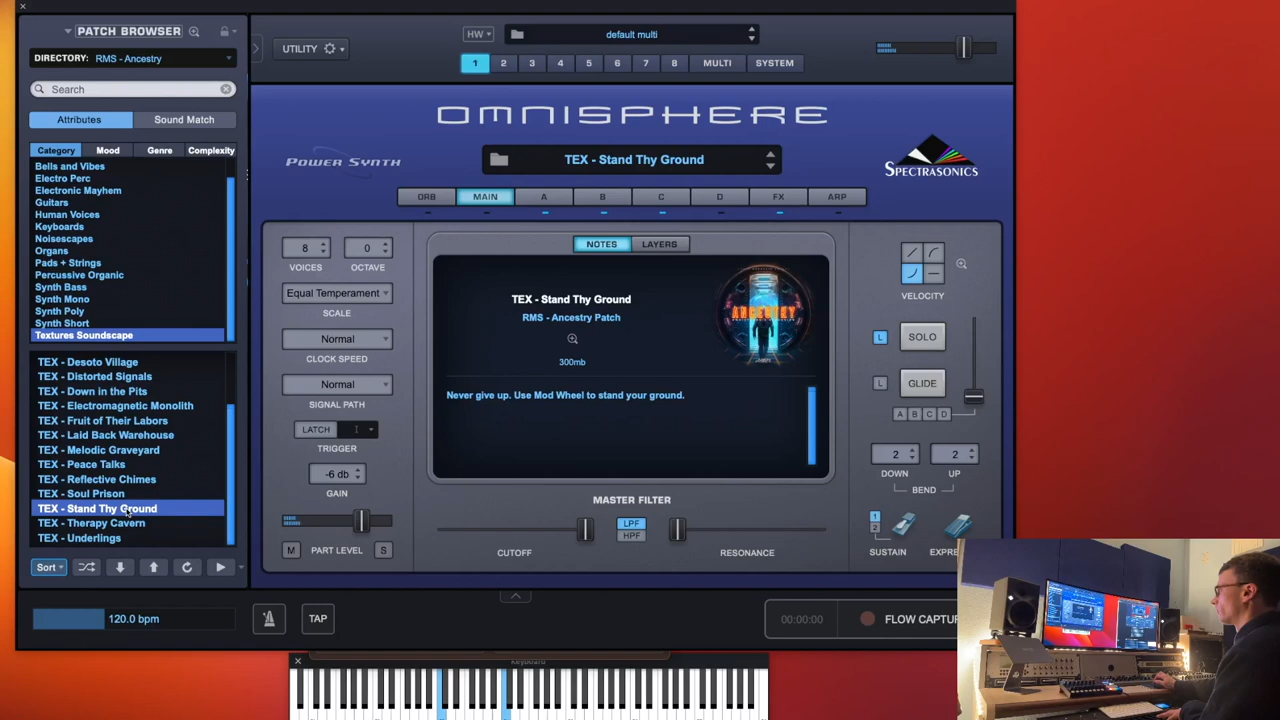 PATCH BROWSER
DIRECTORY: RMS - Ancestry
Search
Attributes Sound Match
Category Mood Genre Complexity
Bells and Vibes
Electro Perc
Electronic Mayhem
Guitars
Human Voices
Keyboards
Noisescapes
Organs
Pads + Strings
Percussive Organic
Synth Bass
Synth Mono
Synth Poly
Synth Short
Textures Soundscape
TEX - Desoto Village
TEX - Distorted Signals
TEX - Down in the Pits
TEX - Electromagnetic Monolith
TEX - Fruit of Their Labors
TEX - Laid Back Warehouse
TEX - Melodic Graveyard
TEX - Peace Talks
TEX - Reflective Chimes
TEX - Soul Prison
TEX - Stand Thy Ground
TEX - Therapy Cavern
TEX - Underlings
Sort
120.0 bpm
TAP
UTILITY
HW
default multi
1 2 3 4 5 6 7 8 MULTI SYSTEM
OMNISPHERE
POWER SYNTH
TEX - Stand Thy Ground
SPECTRASONICS
ORB MAIN A B C D FX ARP
8 0
VOICES OCTAVE
Equal Temperament
SCALE
Normal
CLOCK SPEED
Normal
SIGNAL PATH
LATCH
TRIGGER
-6 db
GAIN
M PART LEVEL S
NOTES LAYERS
TEX - Stand Thy Ground
RMS - Ancestry Patch
300mb
ANCESTRY
Never give up. Use Mod Wheel to stand your ground.
MASTER FILTER
CUTOFF LPF HPF RESONANCE
VELOCITY
L SOLO
L GLIDE
A B C D
2 2
DOWN UP
BEND
1
2
SUSTAIN EXPRE
00:00:00 FLOW CAPTU
Keyboard